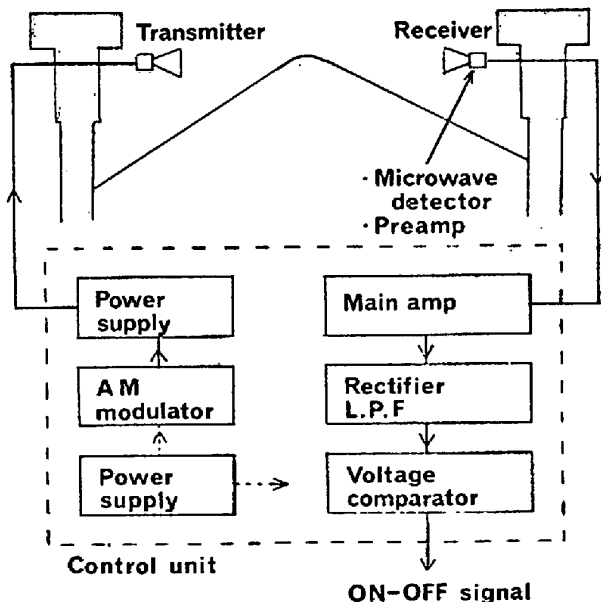 Transmitter
Receiver
· Microwave
detector
· Preamp
Power
supply
Main amp
AM
modulator
Rectifier
L.P.F
Power
supply
Voltage
comparator
Control unit
ON-OFF signal